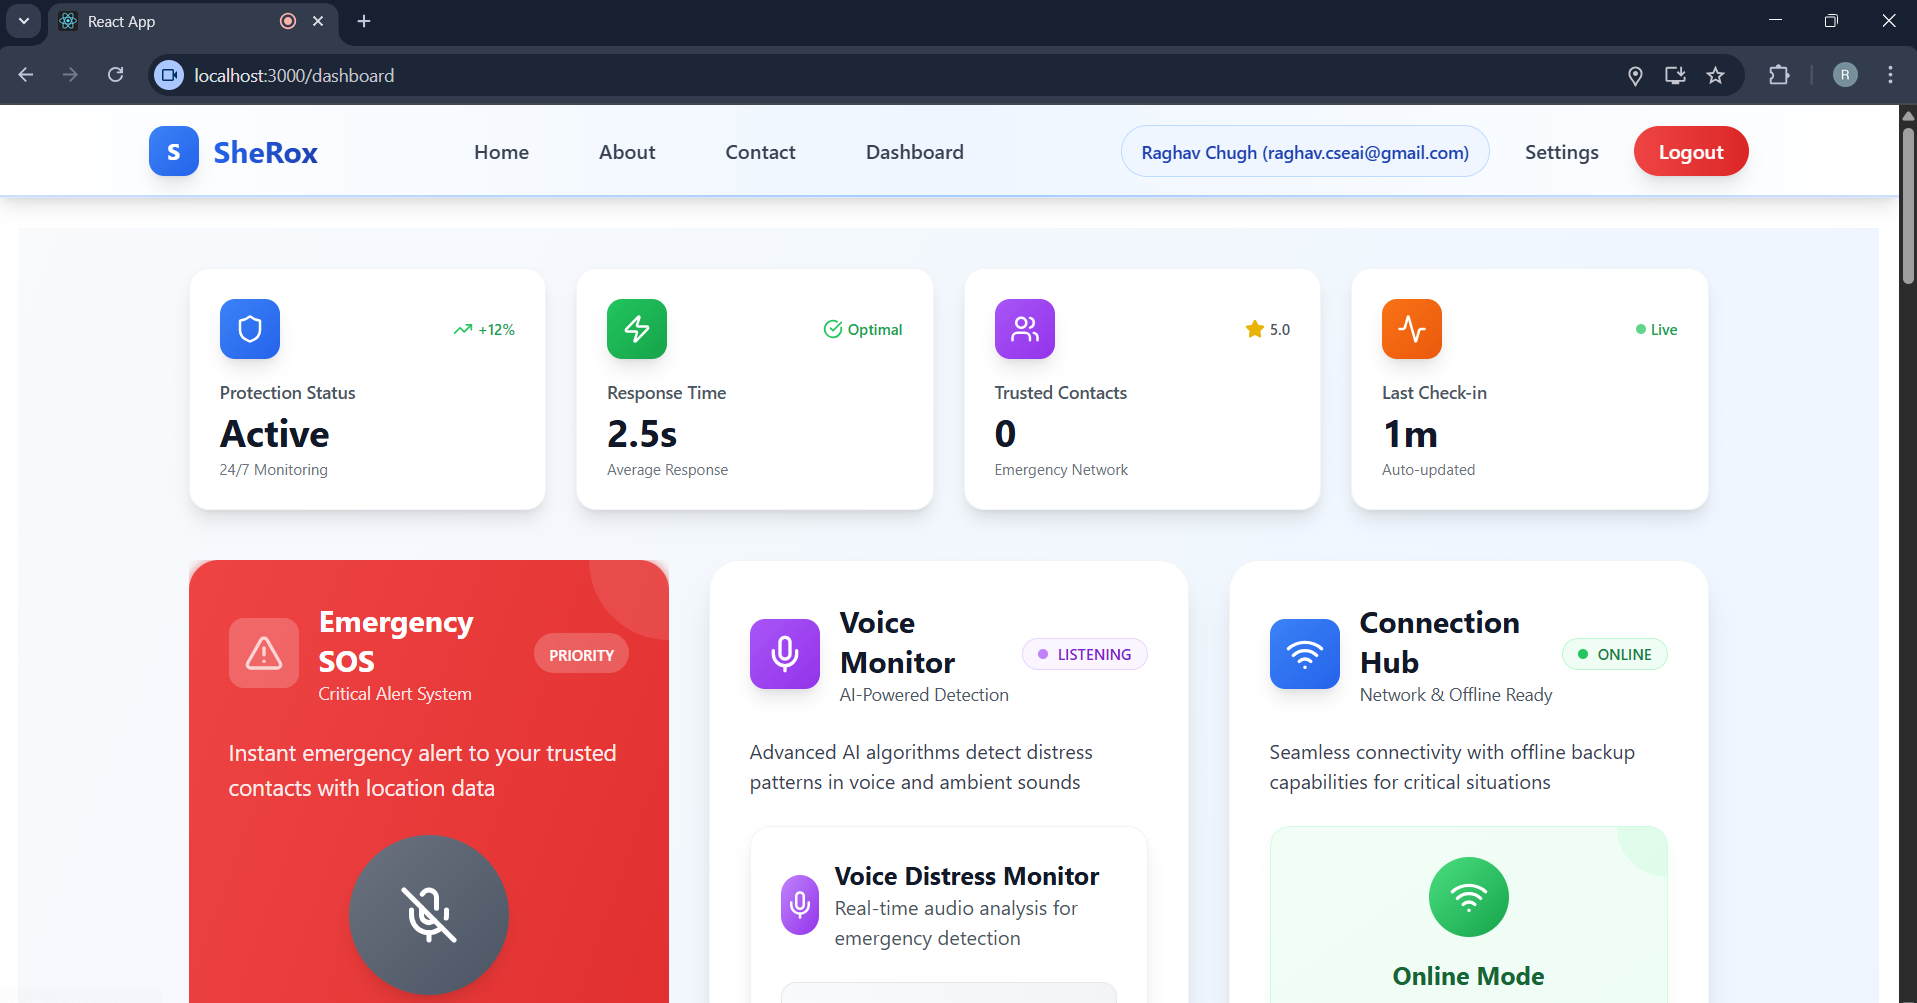 React App
localhost:3000/dashboard
R
S
SheRox
Home
About
Contact
Dashboard
Raghav Chugh (raghav.cseai@gmail.com)
Settings
Logout
+12%
Protection Status
Active
24/7 Monitoring
Optimal
Response Time
2.5s
Average Response
5.0
Trusted Contacts
0
Emergency Network
Live
Last Check-in
1m
Auto-updated
Emergency
SOS
Critical Alert System
PRIORITY
Instant emergency alert to your trusted
contacts with location data
Voice
Monitor
AI-Powered Detection
LISTENING
Advanced AI algorithms detect distress
patterns in voice and ambient sounds
Voice Distress Monitor
Real-time audio analysis for
emergency detection
Connection
Hub
Network & Offline Ready
ONLINE
Seamless connectivity with offline backup
capabilities for critical situations
Online Mode